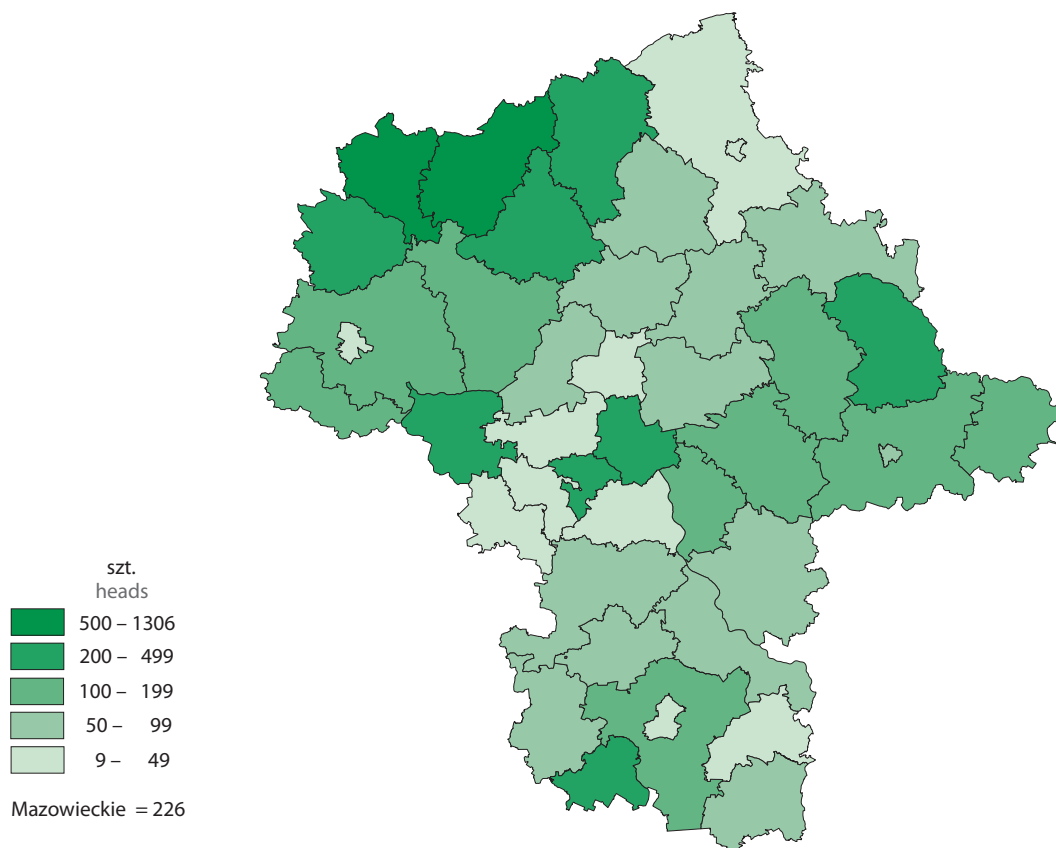 szt.
heads
500 – 1306
200 – 499
100 – 199
50 – 99
9 – 49
Mazowieckie = 226